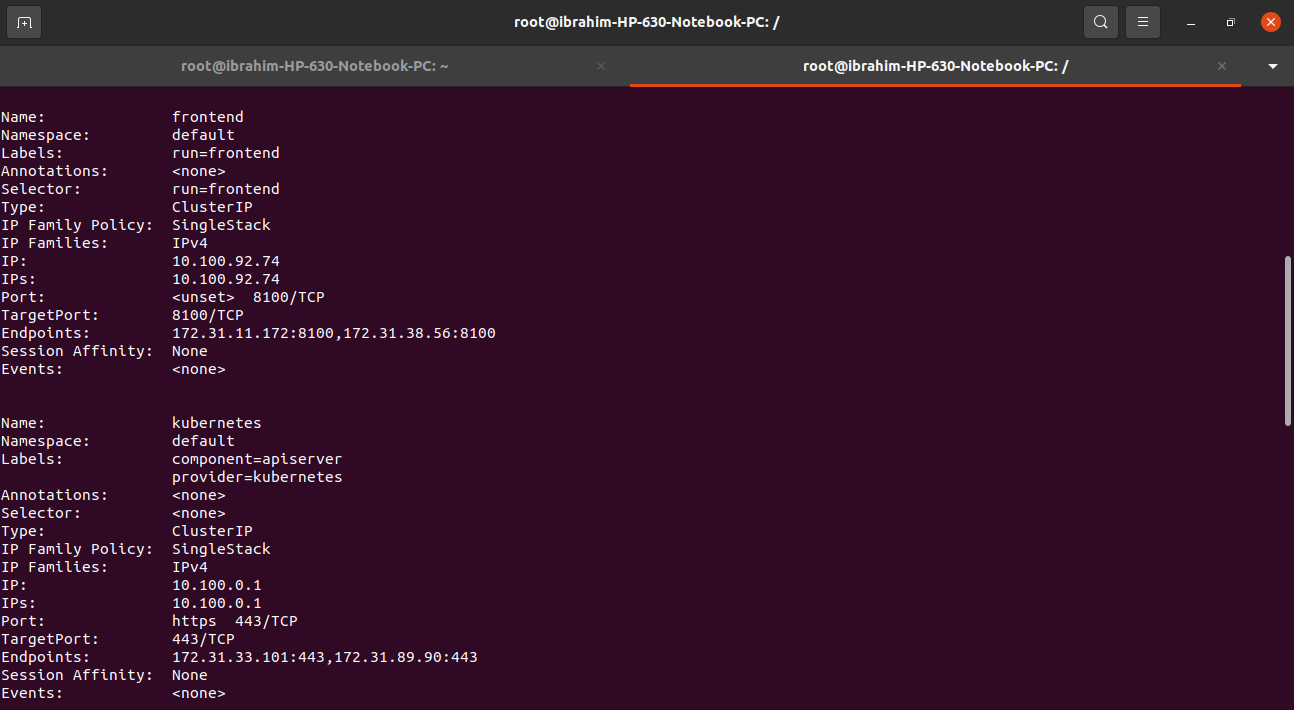 root@ibrahim-HP-630-Notebook-PC: /
root@ibrahim-HP-630-Notebook-PC: ~
root@ibrahim-HP-630-Notebook-PC: /
Name:              frontend
Namespace:         default
Labels:            run=frontend
Annotations:       <none>
Selector:          run=frontend
Type:              ClusterIP
IP Family Policy:  SingleStack
IP Families:       IPv4
IP:                10.100.92.74
IPs:               10.100.92.74
Port:              <unset>  8100/TCP
TargetPort:        8100/TCP
Endpoints:         172.31.11.172:8100,172.31.38.56:8100
Session Affinity:  None
Events:            <none>
Name:              kubernetes
Namespace:         default
Labels:            component=apiserver
                   provider=kubernetes
Annotations:       <none>
Selector:          <none>
Type:              ClusterIP
IP Family Policy:  SingleStack
IP Families:       IPv4
IP:                10.100.0.1
IPs:               10.100.0.1
Port:              https  443/TCP
TargetPort:        443/TCP
Endpoints:         172.31.33.101:443,172.31.89.90:443
Session Affinity:  None
Events:            <none>